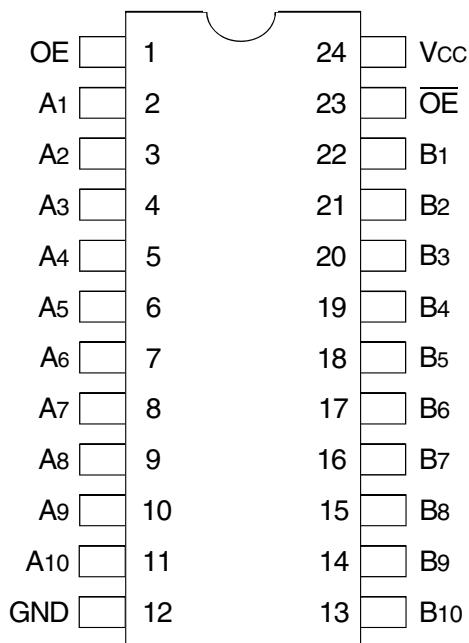 OE 1 24 VCC
A1 2 23 O̅E̅
A2 3 22 B1
A3 4 21 B2
A4 5 20 B3
A5 6 19 B4
A6 7 18 B5
A7 8 17 B6
A8 9 16 B7
A9 10 15 B8
A10 11 14 B9
GND 12 13 B10